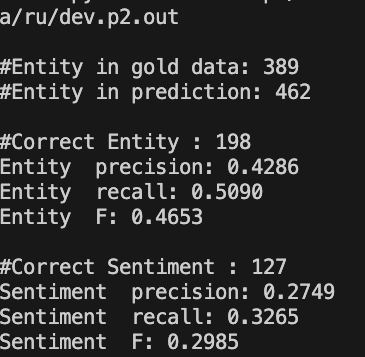 a/ru/dev.p2.out
#Entity in gold data: 389
#Entity in prediction: 462
#Correct Entity : 198
Entity  precision: 0.4286
Entity  recall: 0.5090
Entity  F: 0.4653
#Correct Sentiment : 127
Sentiment  precision: 0.2749
Sentiment  recall: 0.3265
Sentiment  F: 0.2985